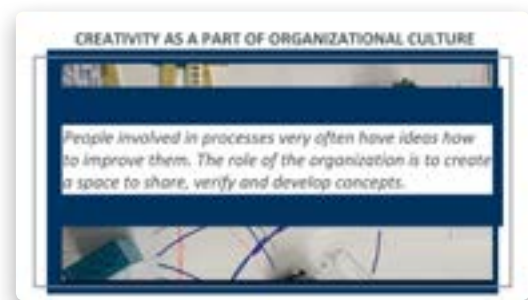 CREATIVITY AS A PART OF ORGANIZATIONAL CULTURE
People involved in processes very often have ideas how
to improve them. The role of the organization is to create
a space to share, verify and develop concepts.